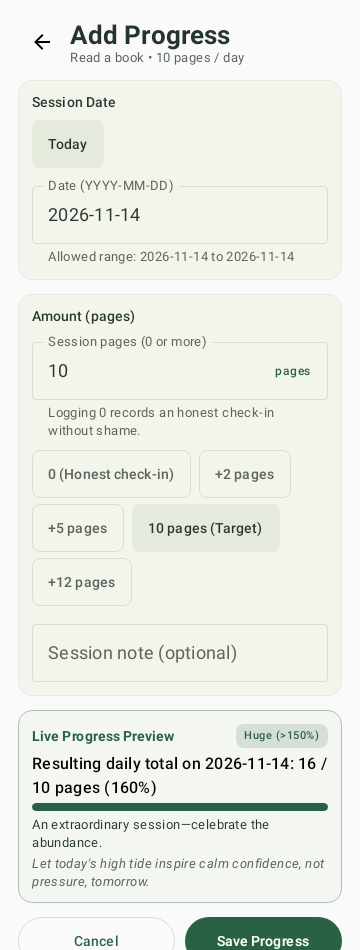 Add Progress
Read a book • 10 pages / day
Session Date
Today
Date (YYYY-MM-DD)
2026-11-14
Allowed range: 2026-11-14 to 2026-11-14
Amount (pages)
Session pages (0 or more)
10 pages
Logging 0 records an honest check-in
without shame.
0 (Honest check-in) +2 pages
+5 pages 10 pages (Target)
+12 pages
Session note (optional)
Live Progress Preview Huge (>150%)
Resulting daily total on 2026-11-14: 16 /
10 pages (160%)
An extraordinary session—celebrate the
abundance.
Let today's high tide inspire calm confidence, not
pressure, tomorrow.
Cancel Save Progress